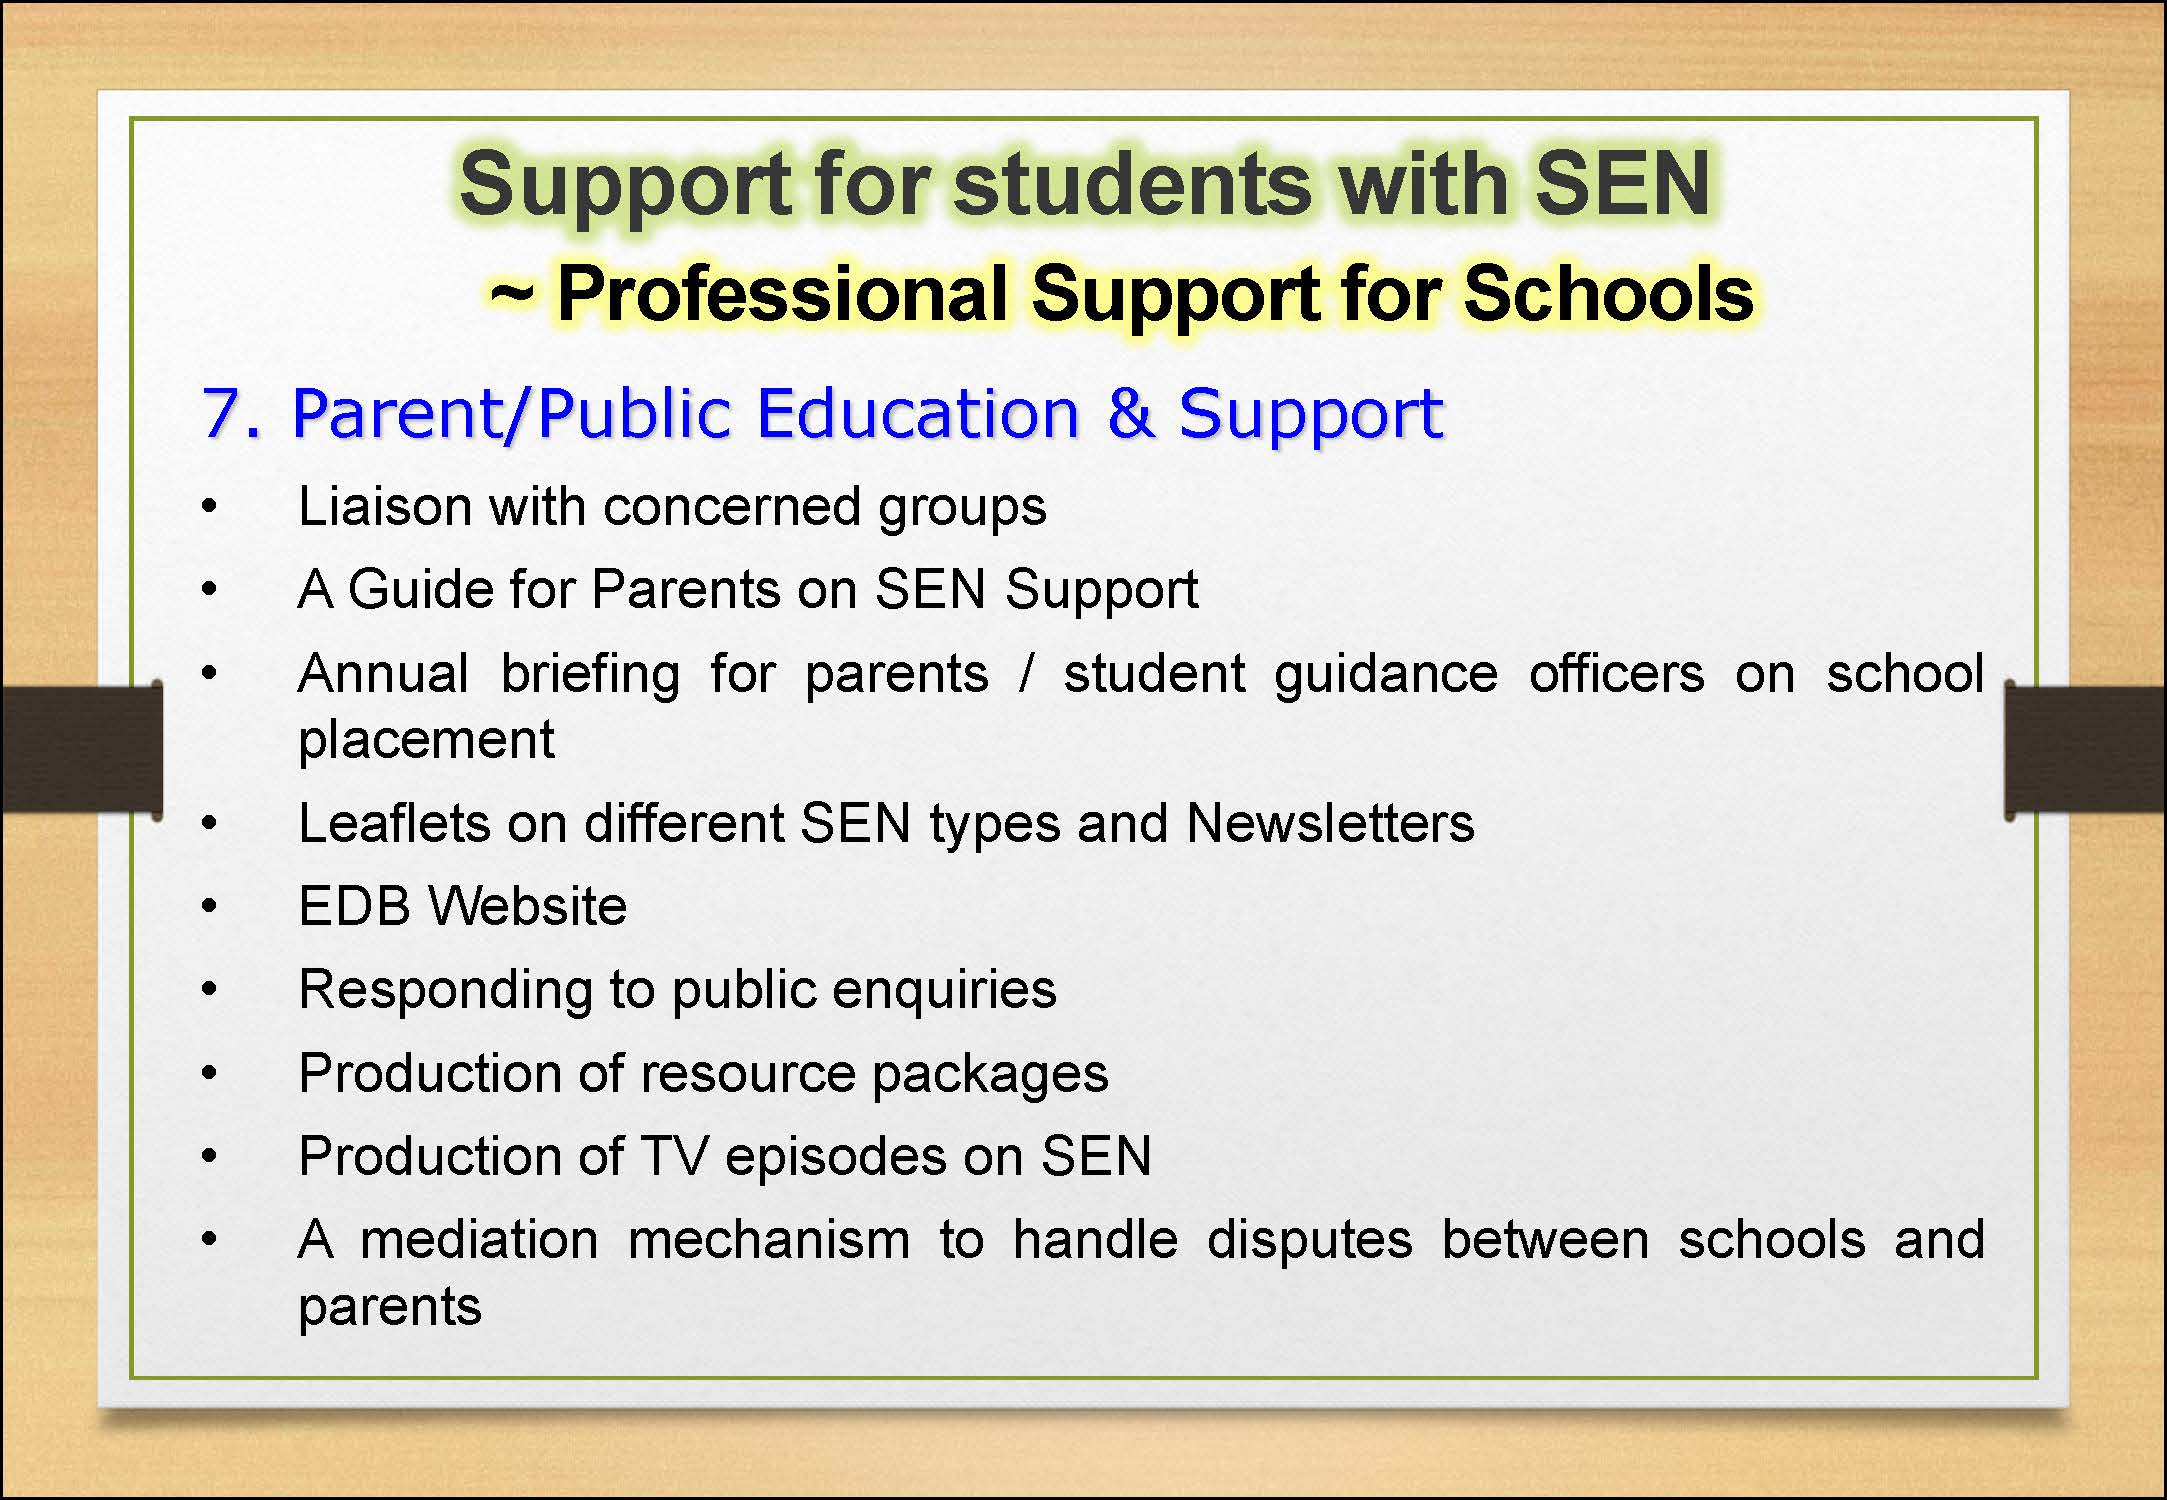 Support for students with SEN
~ Professional Support for Schools
7. Parent/Public Education & Support
• Liaison with concerned groups
• A Guide for Parents on SEN Support
• Annual briefing for parents / student guidance officers on school
placement
• Leaflets on different SEN types and Newsletters
• EDB Website
• Responding to public enquiries
• Production of resource packages
• Production of TV episodes on SEN
• A mediation mechanism to handle disputes between schools and
parents